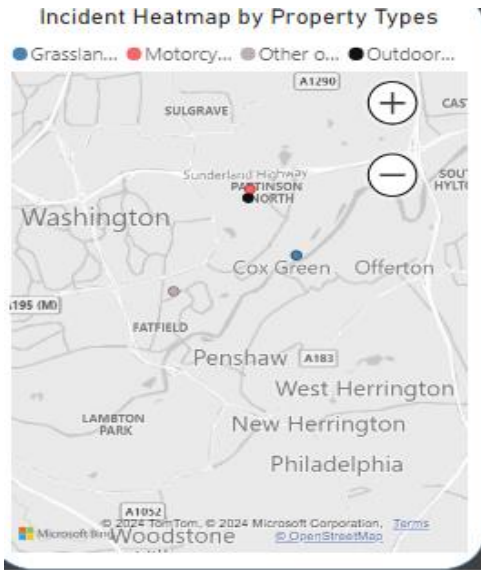 Incident Heatmap by Property Types
Grasslan... Motorcy... Other o... Outdoor...
A1290
SULGRAVE
CAS
Sunderland Highway
PATTINSON
NORTH
SOU
HYLTO
Washington
Cox Green
Offerton
A195 (M)
FATFIELD
Penshaw
A183
West Herrington
LAMBTON
PARK
New Herrington
Philadelphia
A1052
© 2024 TomTom, © 2024 Microsoft Corporation, Terms
Microsoft Bing
Woodstone
© OpenStreetMap